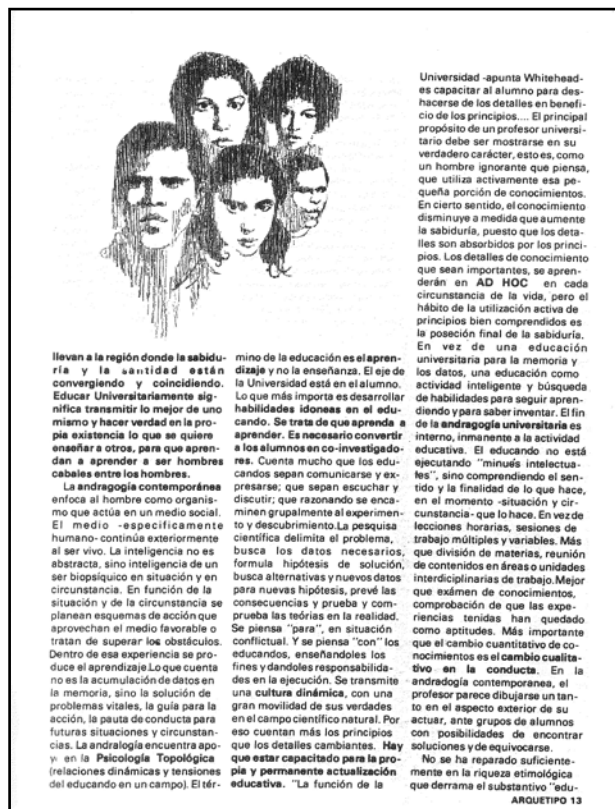 llevan a la región donde la sabidu-
ría y la santidad están
convergiendo y coincidiendo.
Educar Universitariamente sig-
nifica transmitir lo mejor de uno
mismo y hacer verdad en la pro-
pia existencia lo que se quiere
enseñar a otros, para que apren-
dan a aprender a ser hombres
cabales entre los hombres.
La andragogía contemporánea
enfoca al hombre como organis-
mo que actúa en un medio social.
El medio -especificamente
humano- continúa exteriormente
al ser vivo. La inteligencia no es
abstracta, sino inteligencia de un
ser biopsíquico en situación y en
circunstancia. En función de la
situación y de la circunstancia se
planean esquemas de acción que
aprovechan el medio favorable o
tratan de superar los obstáculos.
Dentro de esa experiencia se pro-
duce el aprendizaje.Lo que cuenta
no es la acumulación de datos en
la memoria, sino la solución de
problemas vitales, la guía para la
acción, la pauta de conducta para
futuras situaciones y circunstan-
cias. La andralogía encuentra apo-
yo en la Psicología Topológica
(relaciones dinámicas y tensiones
del educando en un campo). El tér-
mino de la educación es el apren-
dizaje y no la enseñanza. El eje de
la Universidad está en el alumno.
Lo que más importa es desarrollar
habilidades idoneas en el edu-
cando. Se trata de que aprenda a
aprender. Es necesario convertir
a los alumnos en co-investigado-
res. Cuenta mucho que los edu-
candos sepan comunicarse y ex-
presarse; que sepan escuchar y
discutir; que razonando se enca-
minen grupalmente al experimen-
to y descubrimiento.La pesquisa
científica delimita el problema,
busca los datos necesarios,
formula hipótesis de solución,
busca alternativas y nuevos datos
para nuevas hipótesis, prevé las
consecuencias y prueba y com-
prueba las teorías en la realidad.
Se piensa "para", en situación
conflictual. Y se piensa "con" los
educandos, enseñandoles los
fines y dandoles responsabilida-
des en la ejecución. Se transmite
una cultura dinámica, con una
gran movilidad de sus verdades
en el campo científico natural. Por
eso cuentan más los principios
que los detalles cambiantes. Hay
que estar capacitado para la pro-
pia y permanente actualización
educativa. "La función de la
Universidad -apunta Whitehead-
es capacitar al alumno para des-
hacerse de los detalles en benefi-
cio de los principios.... El principal
propósito de un profesor universi-
tario debe ser mostrarse en su
verdadero carácter, esto es, como
un hombre ignorante que piensa,
que utiliza activamente esa pe-
queña porción de conocimientos.
En cierto sentido, el conocimiento
disminuye a medida que aumente
la sabiduría, puesto que los deta-
lles son absorbidos por los princi-
pios. Los detalles de conocimiento
que sean importantes, se apren-
derán en AD HOC en cada
circunstancia de la vida, pero el
hábito de la utilización activa de
principios bien comprendidos es
la poseción final de la sabiduría.
En vez de una educación
universitaria para la memoria y
los datos, una educación como
actividad inteligente y búsqueda
de habilidades para seguir apren-
diendo y para saber inventar. El fin
de la andragogía universitaria es
interno, inmanente a la actividad
educativa. El educando no está
ejecutando "minués intelectua-
les", sino comprendiendo el sen-
tido y la finalidad de lo que hace,
en el momento -situación y cir-
cunstancia- que lo hace. En vez de
lecciones horarias, sesiones de
trabajo múltiples y variables. Más
que división de materias, reunión
de contenidos en áreas o unidades
interdiciplinarias de trabajo. Mejor
que exámen de conocimientos,
comprobación de que las expe-
riencias tenidas han quedado
como aptitudes. Más importante
que el cambio cuantitativo de co-
nocimientos es el cambio cualita-
tivo en la conducta. En la
andradogía contemporanea, el
profesor parece dibujarse un tan-
to en el aspecto exterior de su
actuar, ante grupos de alumnos
con posibilidades de encontrar
soluciones y de equivocarse.
No se ha reparado suficiente-
mente en la riqueza etimológica
que derrama el substantivo "edu-
ARQUETIPO 13